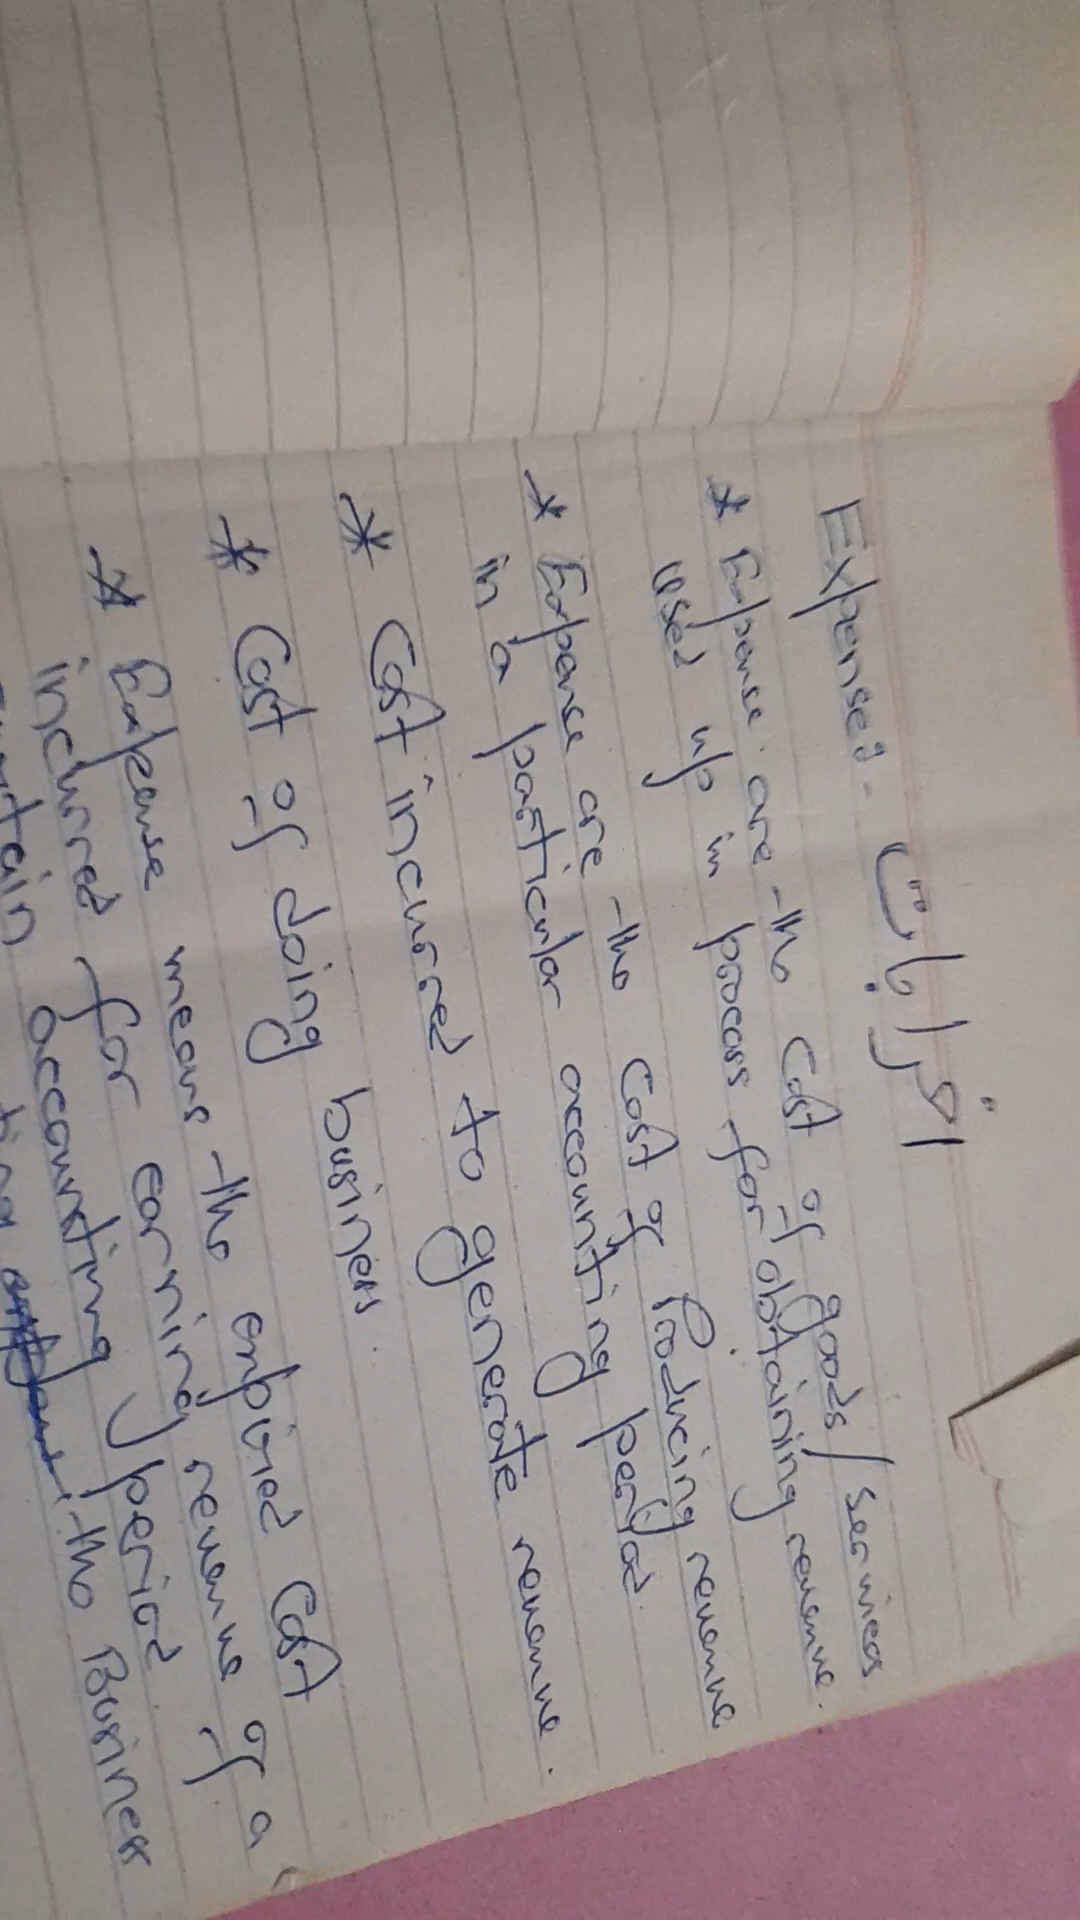 Expense:- اخراجات
* Expense are the Cost of goods/services
used up in process for obtaining revenue.
* Expense are the Cost of Producing revenue
in a particular accounting period.
* Cost incurred to generate revenue.
* Cost of doing business.
* Expense means the expired Cost
incurred for earning revenue of a
certain accounting period
the Business